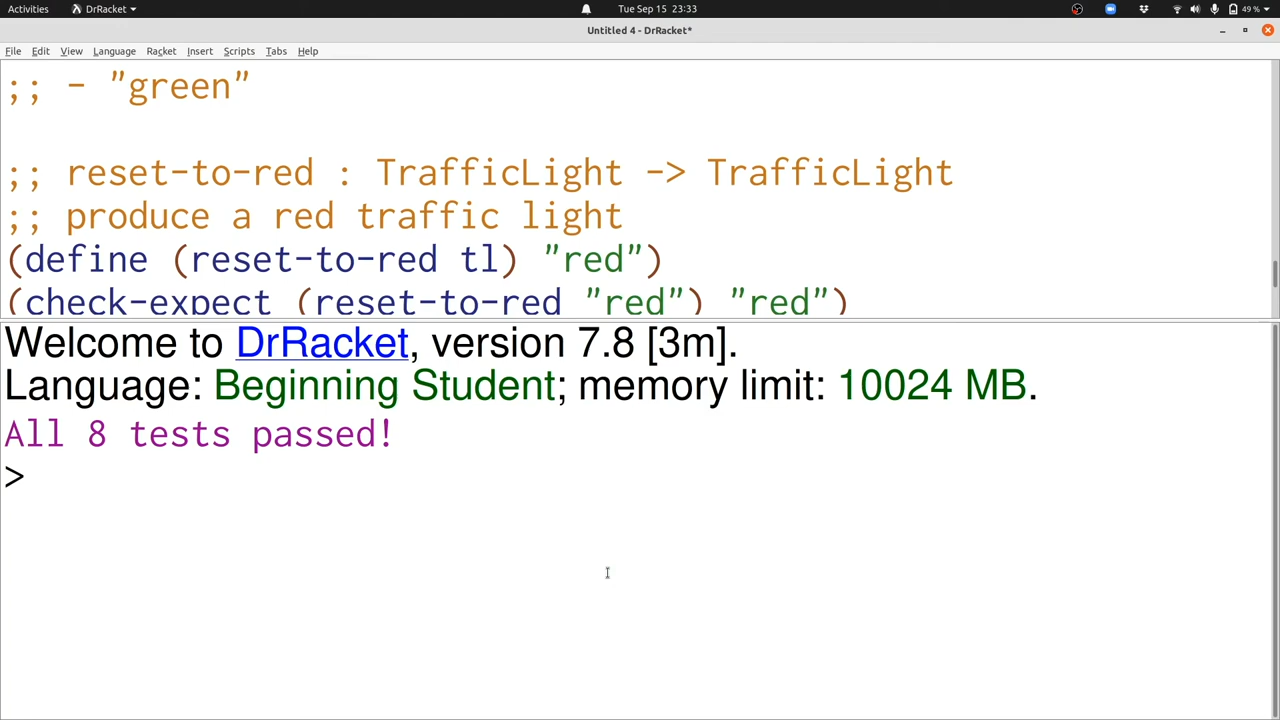 Activities DrRacket Tue Sep 15 23:33 49 %
Untitled 4 - DrRacket*
File Edit View Language Racket Insert Scripts Tabs Help
;; - "green"
;; reset-to-red : TrafficLight -> TrafficLight
;; produce a red traffic light
(define (reset-to-red tl) "red")
(check-expect (reset-to-red "red") "red")
Welcome to DrRacket, version 7.8 [3m].
Language: Beginning Student; memory limit: 10024 MB.
All 8 tests passed!
>